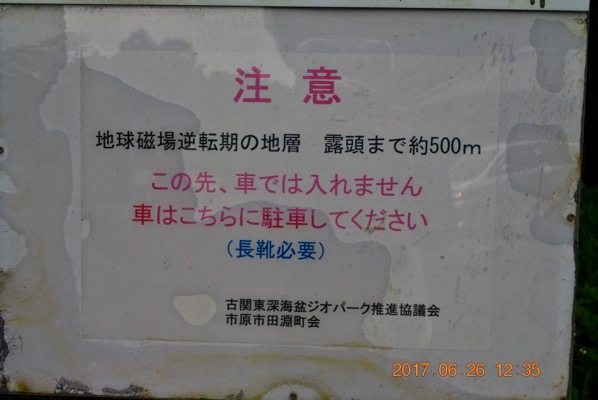 注 意
地球磁場逆転期の地層　露頭まで約500m
この先、車では入れません
車はこちらに駐車してください
（長靴必要）
古関東深海盆ジオパーク推進協議会
市原市田淵町会
2017.06.26 12:35